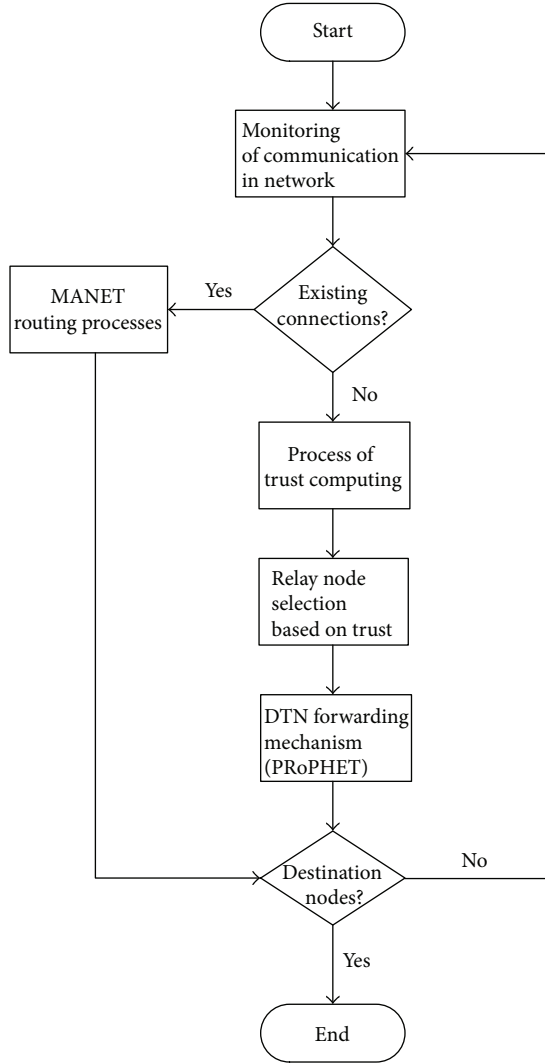 Start
Monitoring
of communication
in network
Existing
connections?
Yes
MANET
routing processes
No
Process of
trust computing
Relay node
selection
based on trust
DTN forwarding
mechanism
(PRoPHET)
Destination
nodes?
No
Yes
End